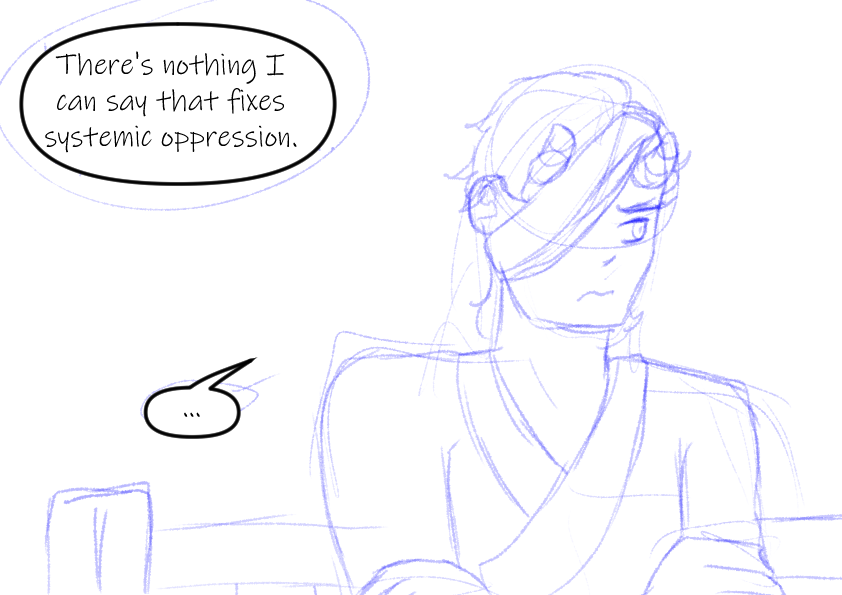 There's nothing I
can say that fixes
systemic oppression.
...